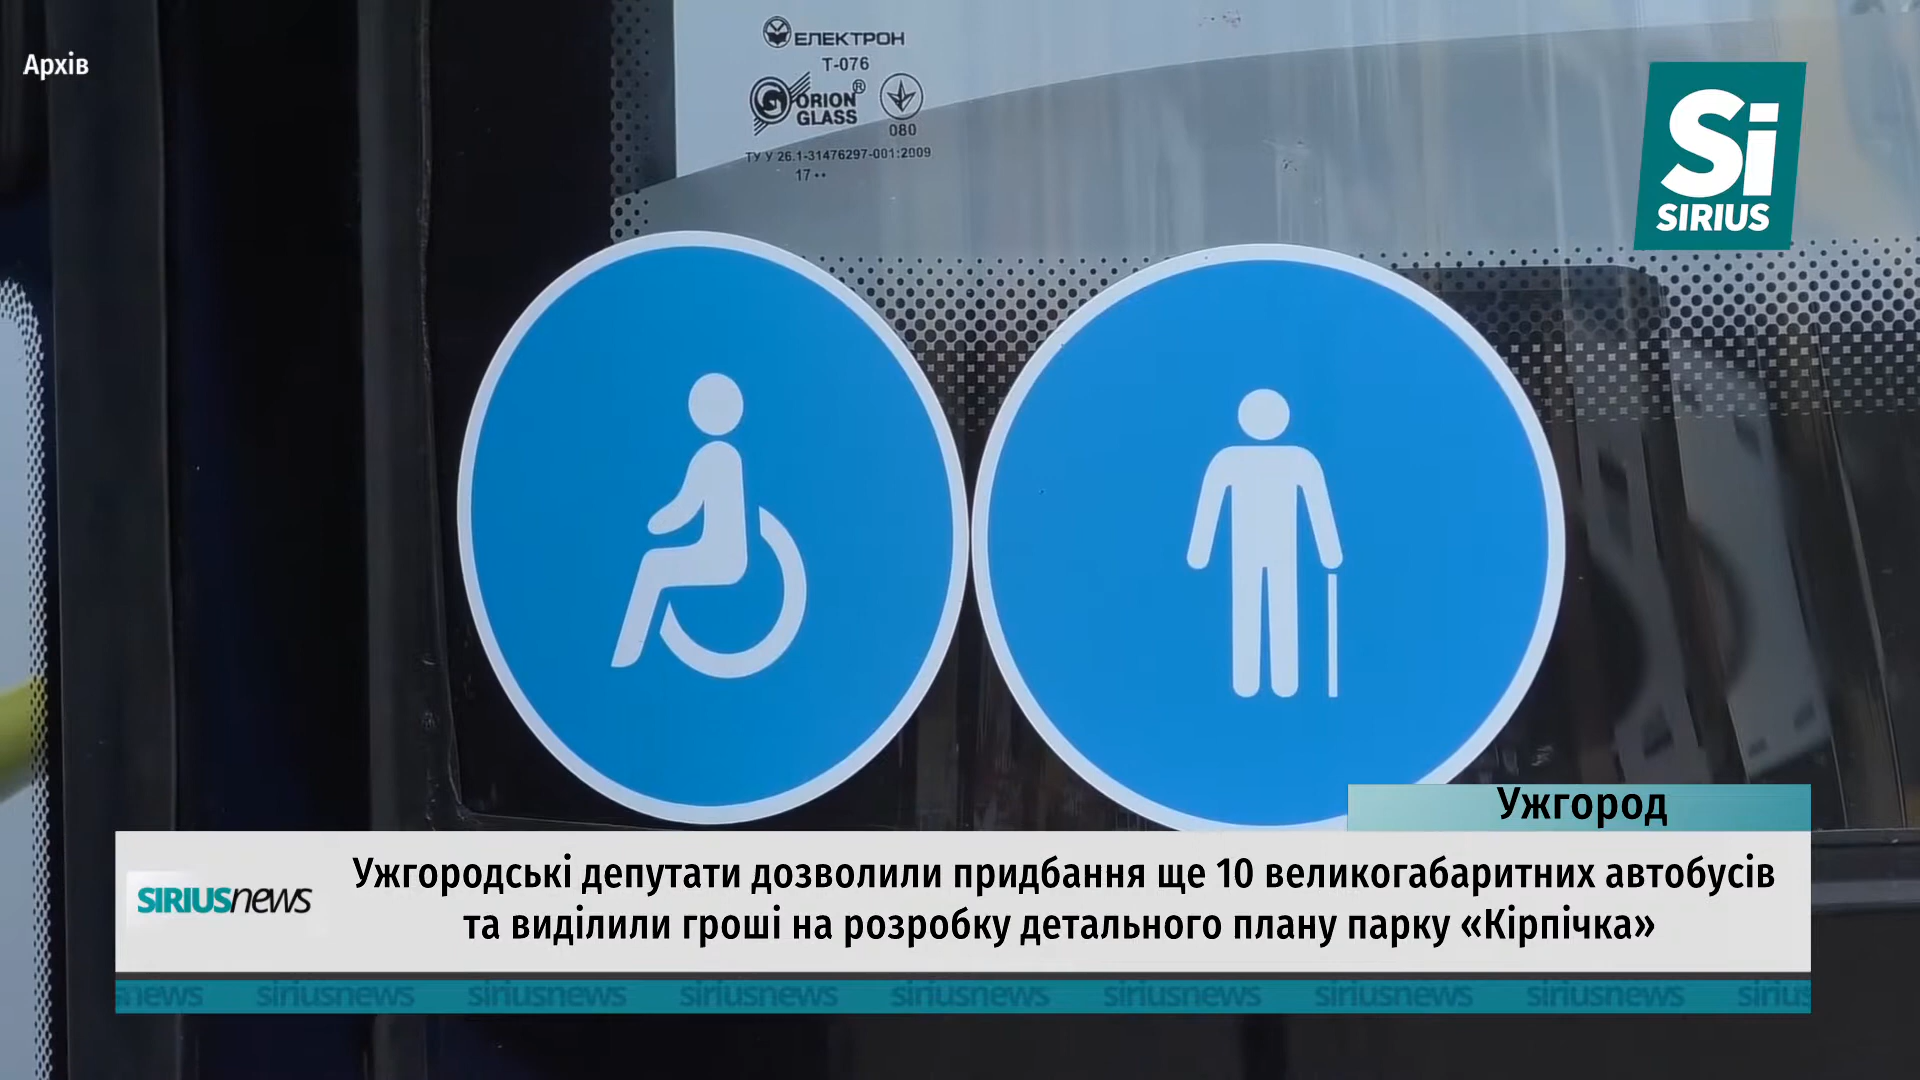 Архів
ЕЛЕКТРОН
Т-076
ORION ®
GLASS
080
ТУ У 26.1-31476297-001:2009
17••
Si
SIRIUS
Ужгород
Ужгородські депутати дозволили придбання ще 10 великогабаритних автобусів
та виділили гроші на розробку детального плану парку «Кірпічка»
SIRIUSnews
snews siriusnews siriusnews siriusnews siriusnews siriusnews siriusnews siriusnews sirius